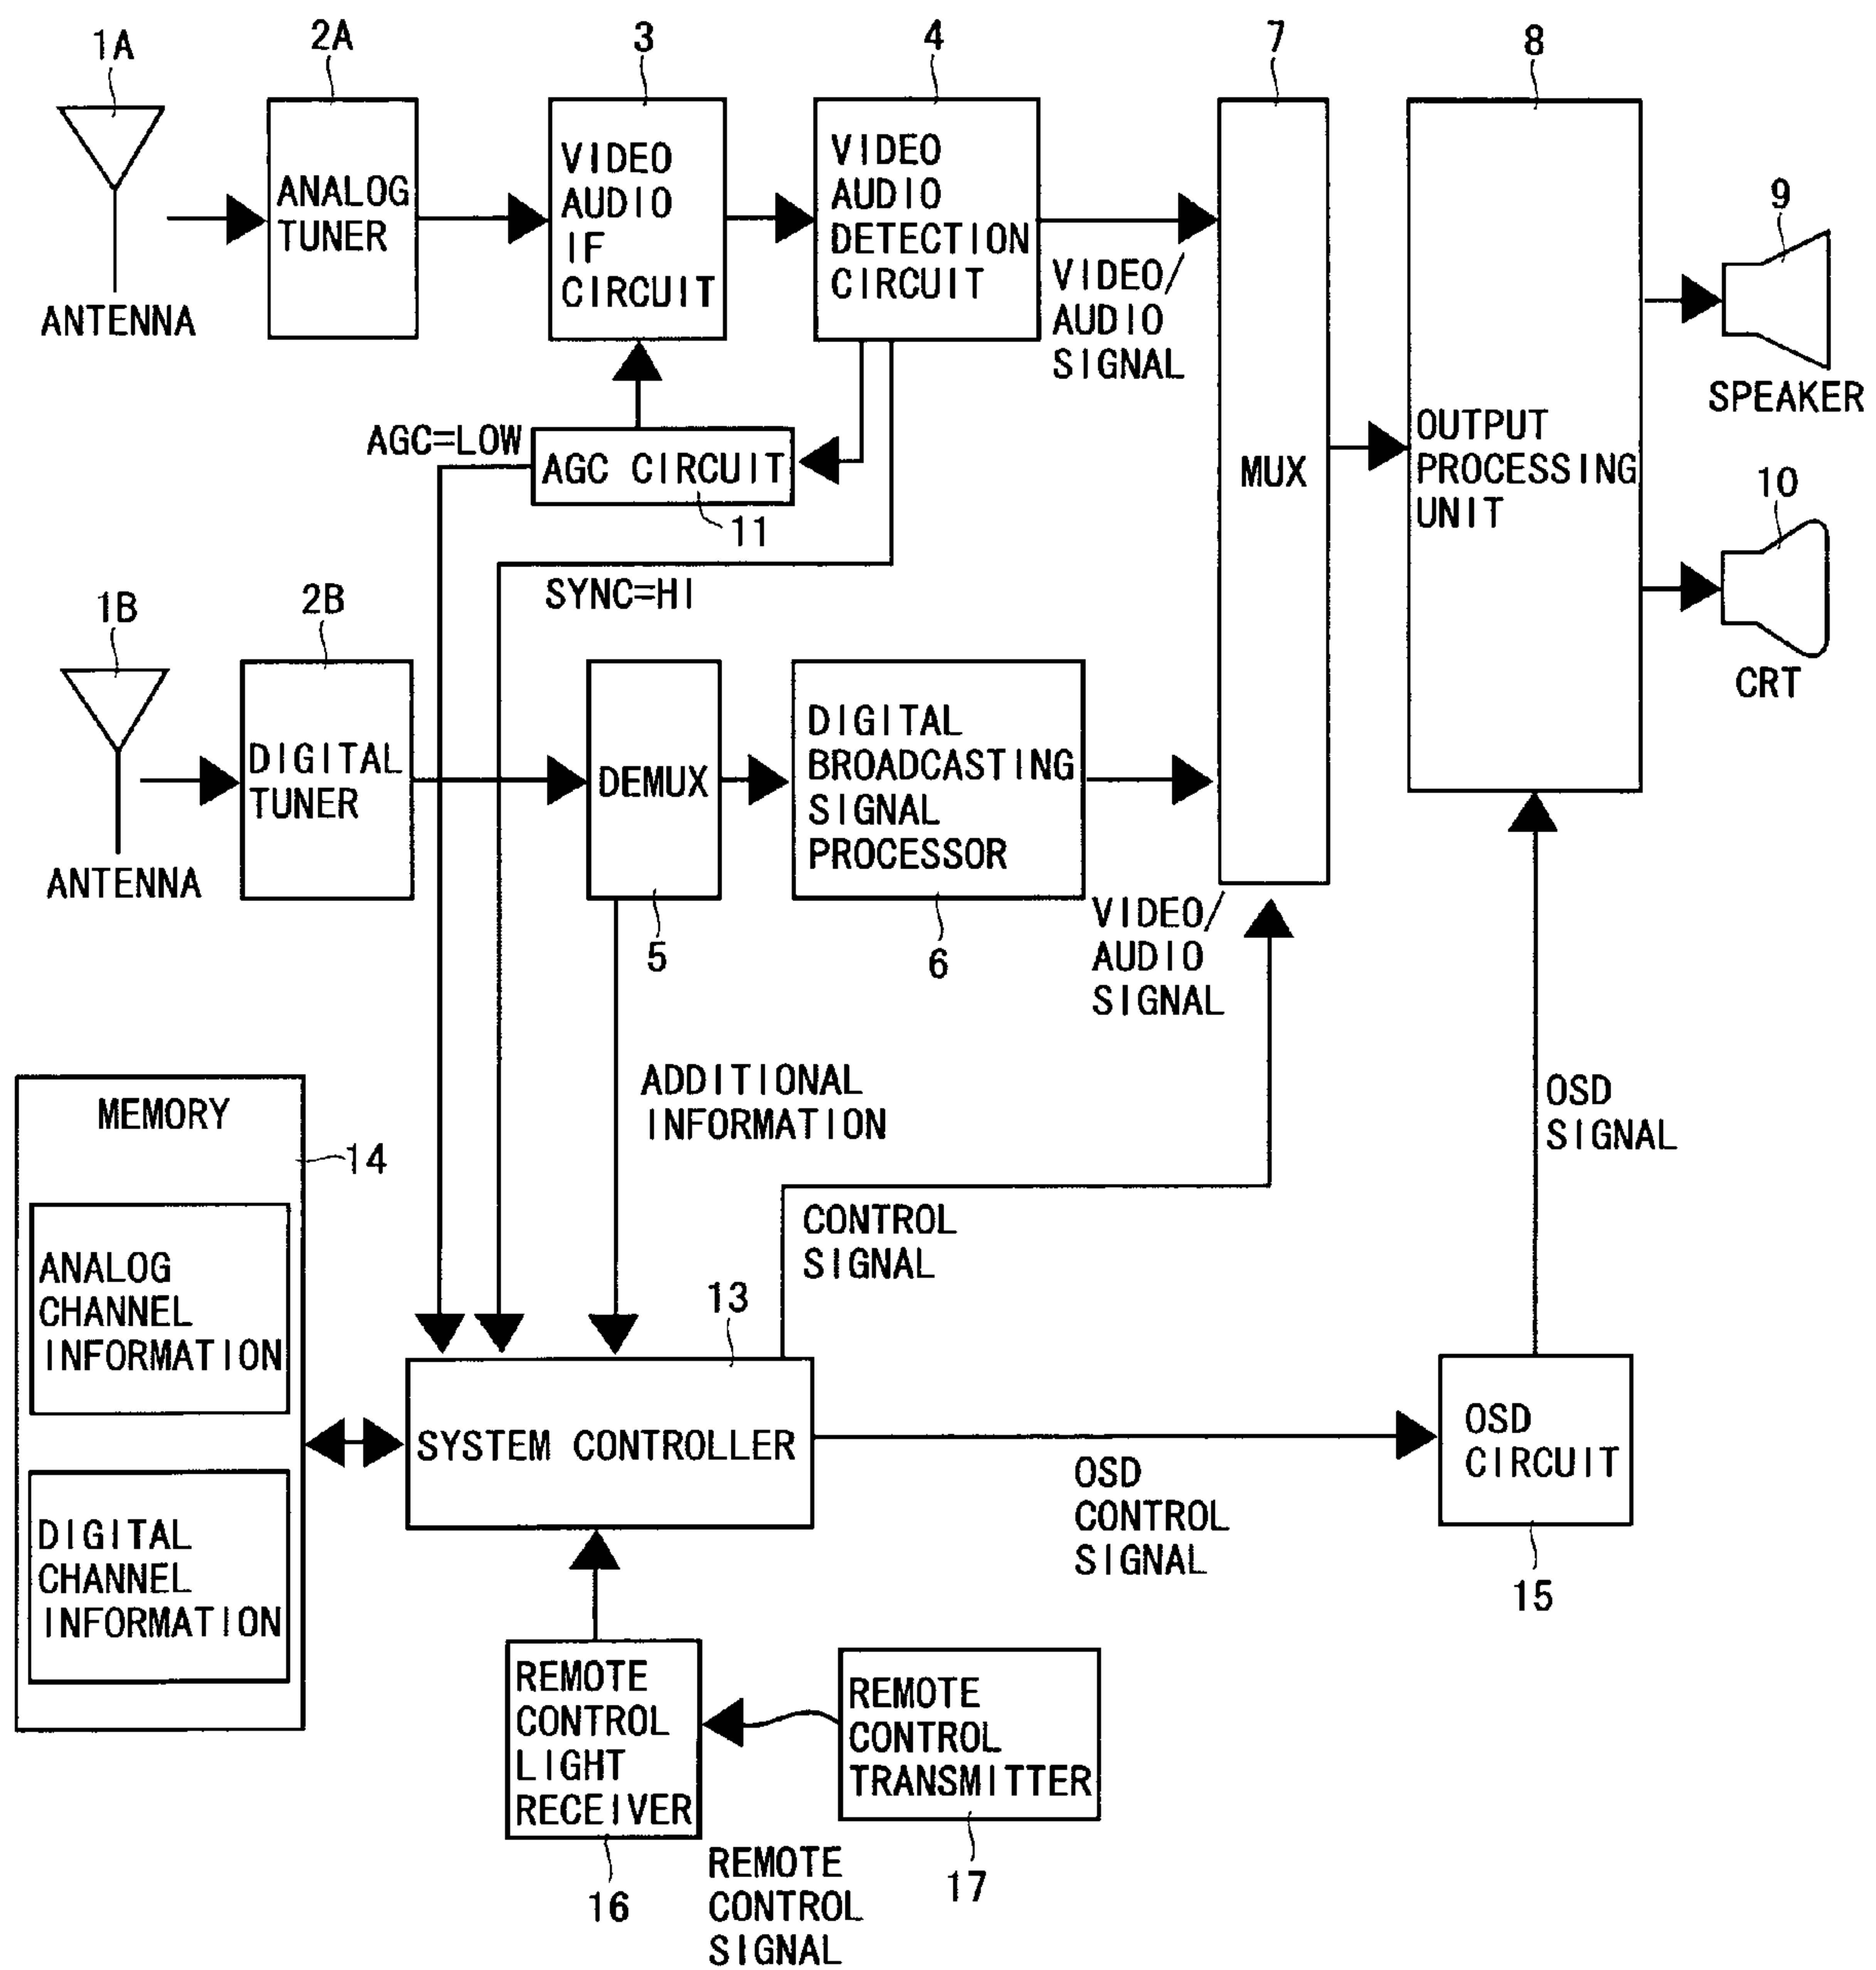 1A
2A
3
4
7
8
ANALOG
TUNER
VIDEO
AUDIO
IF
CIRCUIT
VIDEO
AUDIO
DETECTION
CIRCUIT
VIDEO/
AUDIO
SIGNAL
ANTENNA
9
SPEAKER
AGC=LOW
AGC CIRCUIT
11
MUX
OUTPUT
PROCESSING
UNIT
10
CRT
SYNC=HI
1B
2B
DIGITAL
TUNER
DEMUX
DIGITAL
BROADCASTING
SIGNAL
PROCESSOR
ANTENNA
5
6
VIDEO/
AUDIO
SIGNAL
MEMORY
14
ADDITIONAL
INFORMATION
OSD
SIGNAL
ANALOG
CHANNEL
INFORMATION
CONTROL
SIGNAL
13
SYSTEM CONTROLLER
OSD
CIRCUIT
OSD
CONTROL
SIGNAL
15
DIGITAL
CHANNEL
INFORMATION
REMOTE
CONTROL
LIGHT
RECEIVER
REMOTE
CONTROL
TRANSMITTER
16
REMOTE
CONTROL
SIGNAL
17